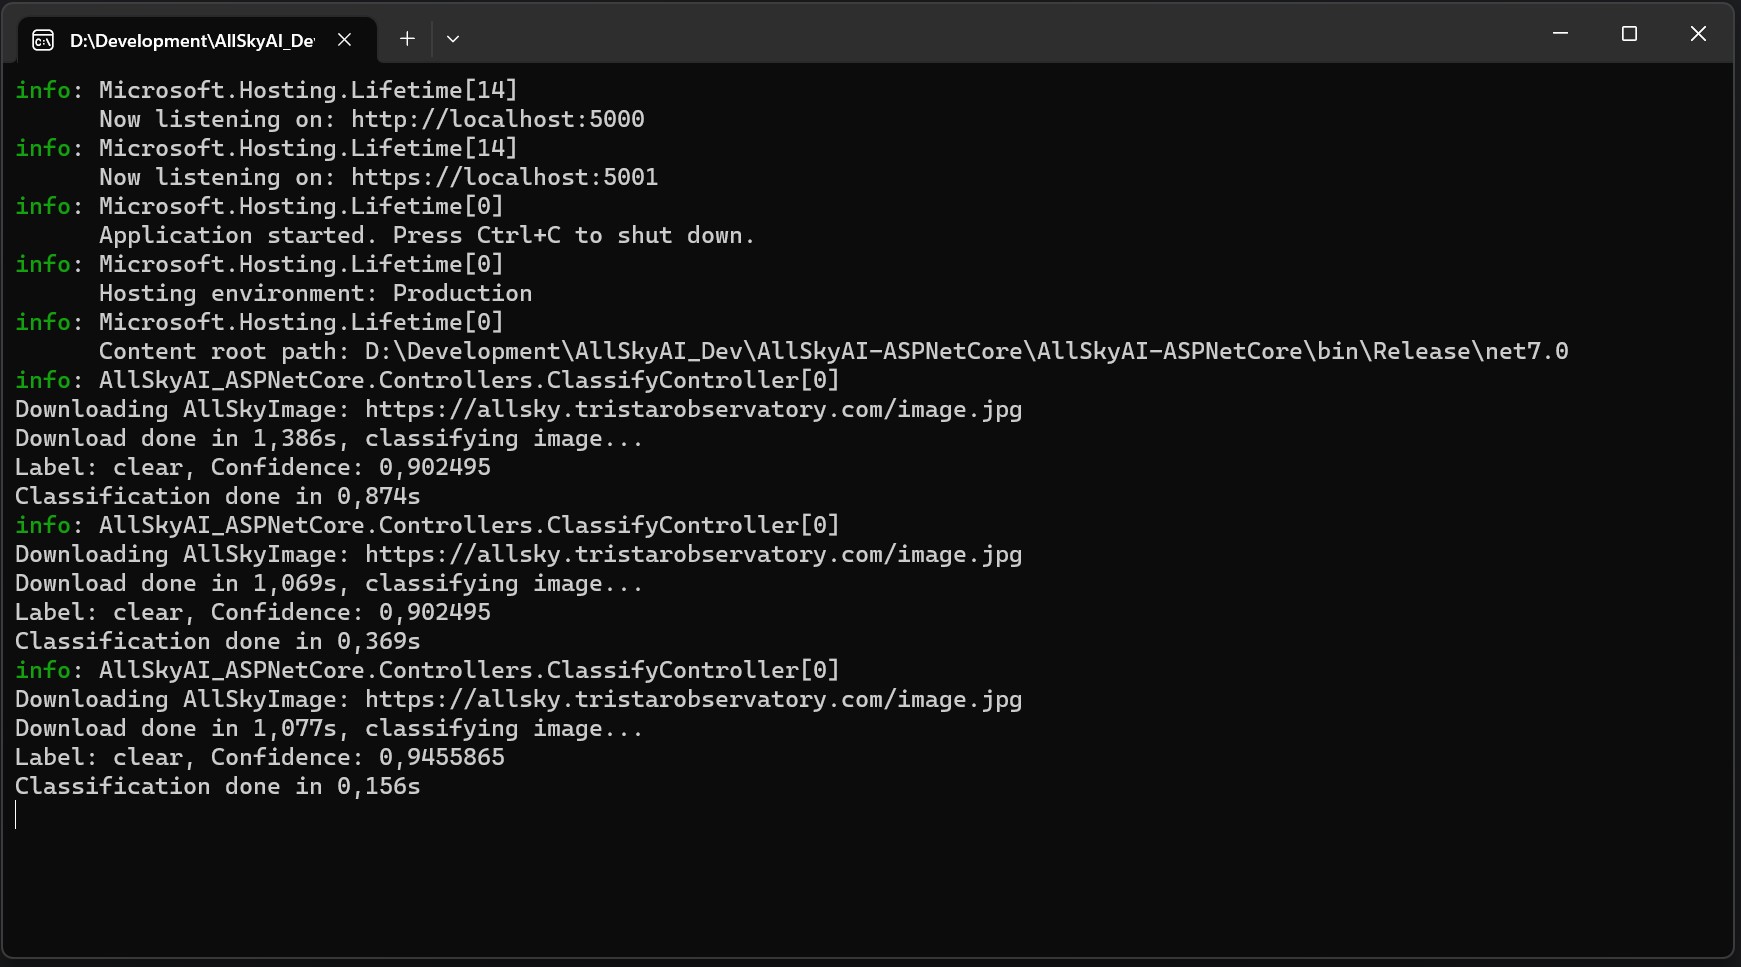 D:\Development\AllSkyAI_De
info: Microsoft.Hosting.Lifetime[14]
      Now listening on: http://localhost:5000
info: Microsoft.Hosting.Lifetime[14]
      Now listening on: https://localhost:5001
info: Microsoft.Hosting.Lifetime[0]
      Application started. Press Ctrl+C to shut down.
info: Microsoft.Hosting.Lifetime[0]
      Hosting environment: Production
info: Microsoft.Hosting.Lifetime[0]
      Content root path: D:\Development\AllSkyAI_Dev\AllSkyAI-ASPNetCore\AllSkyAI-ASPNetCore\bin\Release\net7.0
info: AllSkyAI_ASPNetCore.Controllers.ClassifyController[0]
Downloading AllSkyImage: https://allsky.tristarobservatory.com/image.jpg
Download done in 1,386s, classifying image...
Label: clear, Confidence: 0,902495
Classification done in 0,874s
info: AllSkyAI_ASPNetCore.Controllers.ClassifyController[0]
Downloading AllSkyImage: https://allsky.tristarobservatory.com/image.jpg
Download done in 1,069s, classifying image...
Label: clear, Confidence: 0,902495
Classification done in 0,369s
info: AllSkyAI_ASPNetCore.Controllers.ClassifyController[0]
Downloading AllSkyImage: https://allsky.tristarobservatory.com/image.jpg
Download done in 1,077s, classifying image...
Label: clear, Confidence: 0,9455865
Classification done in 0,156s